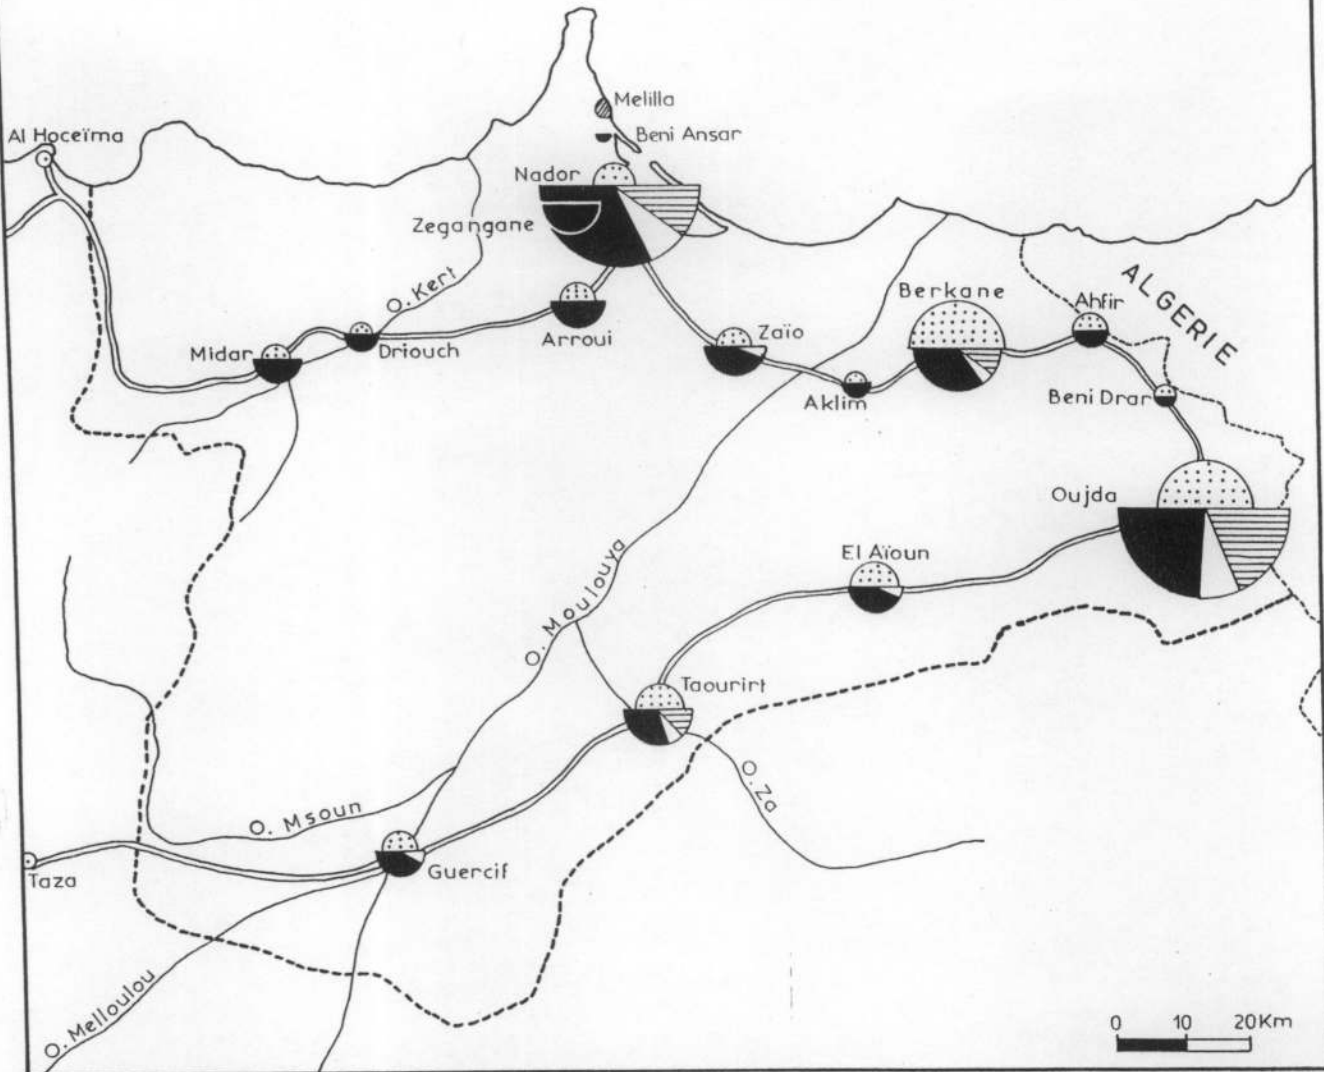 Melilla
Al Hoceïma
Beni Ansar
Nador
Zegangane
ALGERIE
O. Kert
Berkane
Ahfir
Midar
Driouch
Arroui
Zaïo
Aklim
Beni Drar
Oujda
El Aïoun
O. Moulouya
Taourirt
O. Za
O. Msoun
Guercif
Taza
O. Melloulou
0 10 20Km